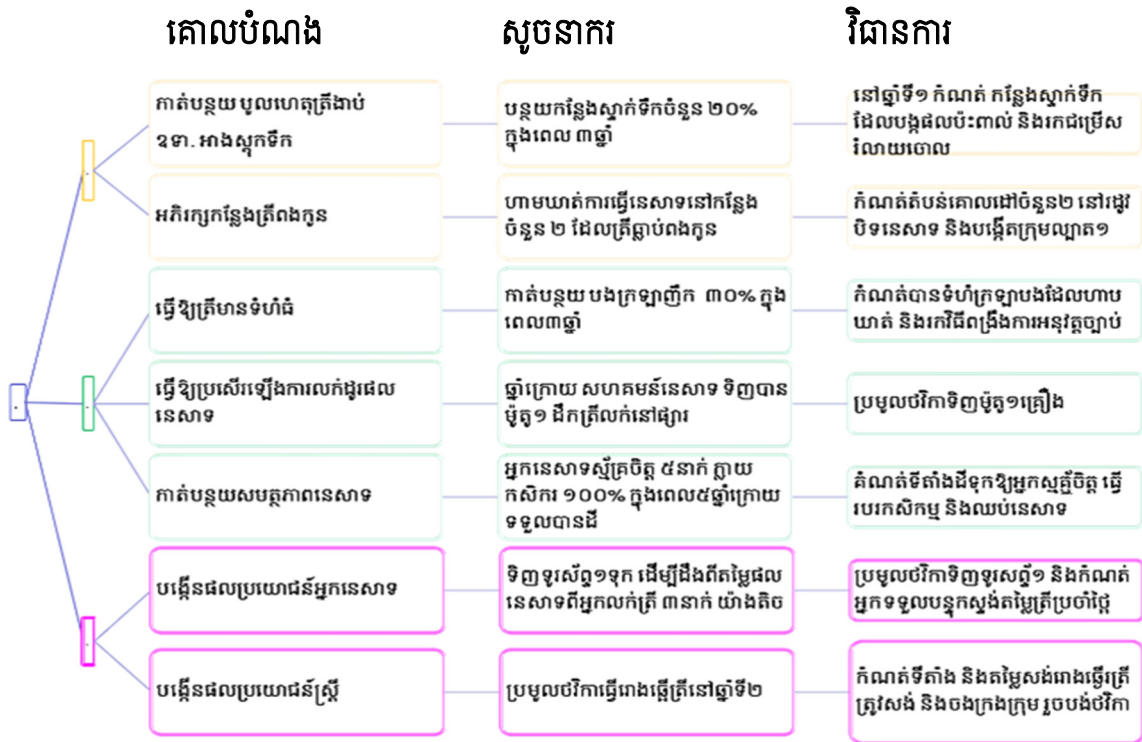 គោលបំណង
សូចនាករ
វិធានការ
កាត់បន្ថយ បូលហេតុត្រីងាប់
ឧទា. អាងស្តុកទឹក
បន្ថយកន្លែងស្ទាក់ទឹកចំនួន ២០%
ក្នុងពេល ៣ឆ្នាំ
នៅឆ្នាំទី១ កំណត់ កន្លែងស្ទាក់ទឹក
ដែលបង្កផលប៉ះពាល់ និងរកជម្រើស
រំលាយចោល
អភិរក្សកន្លែងត្រីពងកូន
ហាមឃាត់ការធ្វើនេសាទនៅកន្លែង
ចំនួន ២ ដែលត្រីធ្លាប់ពងកូន
កំណត់តំបន់គោលដៅចំនួន២ នៅរដូវ
បិទនេសាទ និងបង្កើតក្រុមល្បាត១
ធ្វើឱ្យត្រីមានទំហំធំ
កាត់បន្ថយ បងក្រឡាញឹក ៣០% ក្នុង
ពេល៣ឆ្នាំ
កំណត់បានទំហំក្រឡាបងដែលហាប
ឃាត់ និងរកវិធីពង្រឹងការអនុវត្តច្បាប់
ធ្វើឱ្យប្រសើរឡើងការលក់ដូរផល
នេសាទ
ឆ្នាំក្រោយ សហគមន៍នេសាទ ទិញបាន
ម៉ូតូ១ ដឹកត្រីលក់នៅផ្សារ
ប្រមូលថវិកាទិញម៉ូតូ១គ្រឿង
កាត់បន្ថយសមត្ថភាពនេសាទ
អ្នកនេសាទស្ម័គ្រចិត្ត ៥នាក់ ក្លាយ
កសិករ ១០០% ក្នុងពេល៥ឆ្នាំក្រោយ
ទទួលបានដី
គំណត់ទីតាំងដីទុកឱ្យអ្នកស្មគ្គ័ចិត្ត ធ្វើ
របរកសិកម្ម និងឈប់នេសាទ
បង្កើនផលប្រយោជន៍អ្នកនេសាទ
ទិញទូរស័ព្ទ១ទុក ដើម្បីដឹងពីតម្លៃផល
នេសាទពីអ្នកលក់ត្រី ៣នាក់ យ៉ាងតិច
ប្រមូលថវិកាទិញទូរសព្ទ័១ និងកំណត់
អ្នកទទួលបន្ទុកស្ទង់តម្លៃត្រីប្រចាំថ្ងៃ
បង្កើនផលប្រយោជន៍ស្ត្រី
ប្រមូលថវិកាធ្វើរោងឆ្អើត្រីនៅឆ្នាំទី២
កំណត់ទីតាំង និងតម្លៃសង់រោងឆ្អើរត្រី
ត្រូវសង់ និងចងក្រងក្រុម រួចបង់ថវិកា